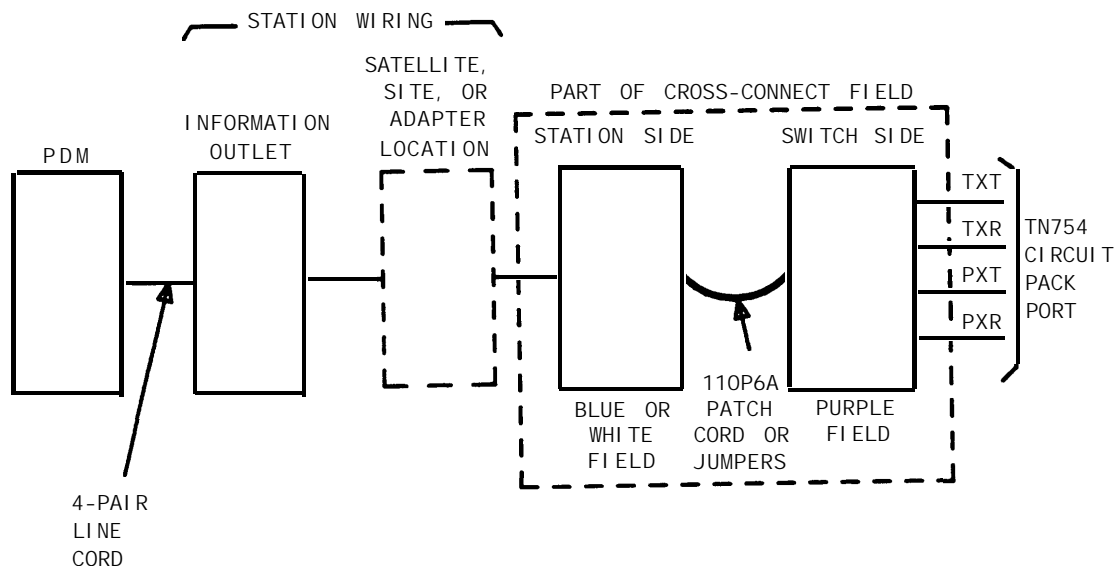 STATION WIRING
SATELLITE,
SITE, OR
ADAPTER
LOCATION
PART OF CROSS-CONNECT FIELD
INFORMATION
OUTLET
STATION SIDE
SWITCH SIDE
PDM
TXT
TXR
PXT
PXR
TN754
CIRCUIT
PACK
PORT
110P6A
PATCH
CORD OR
JUMPERS
BLUE OR
WHITE
FIELD
PURPLE
FIELD
4-PAIR
LINE
CORD